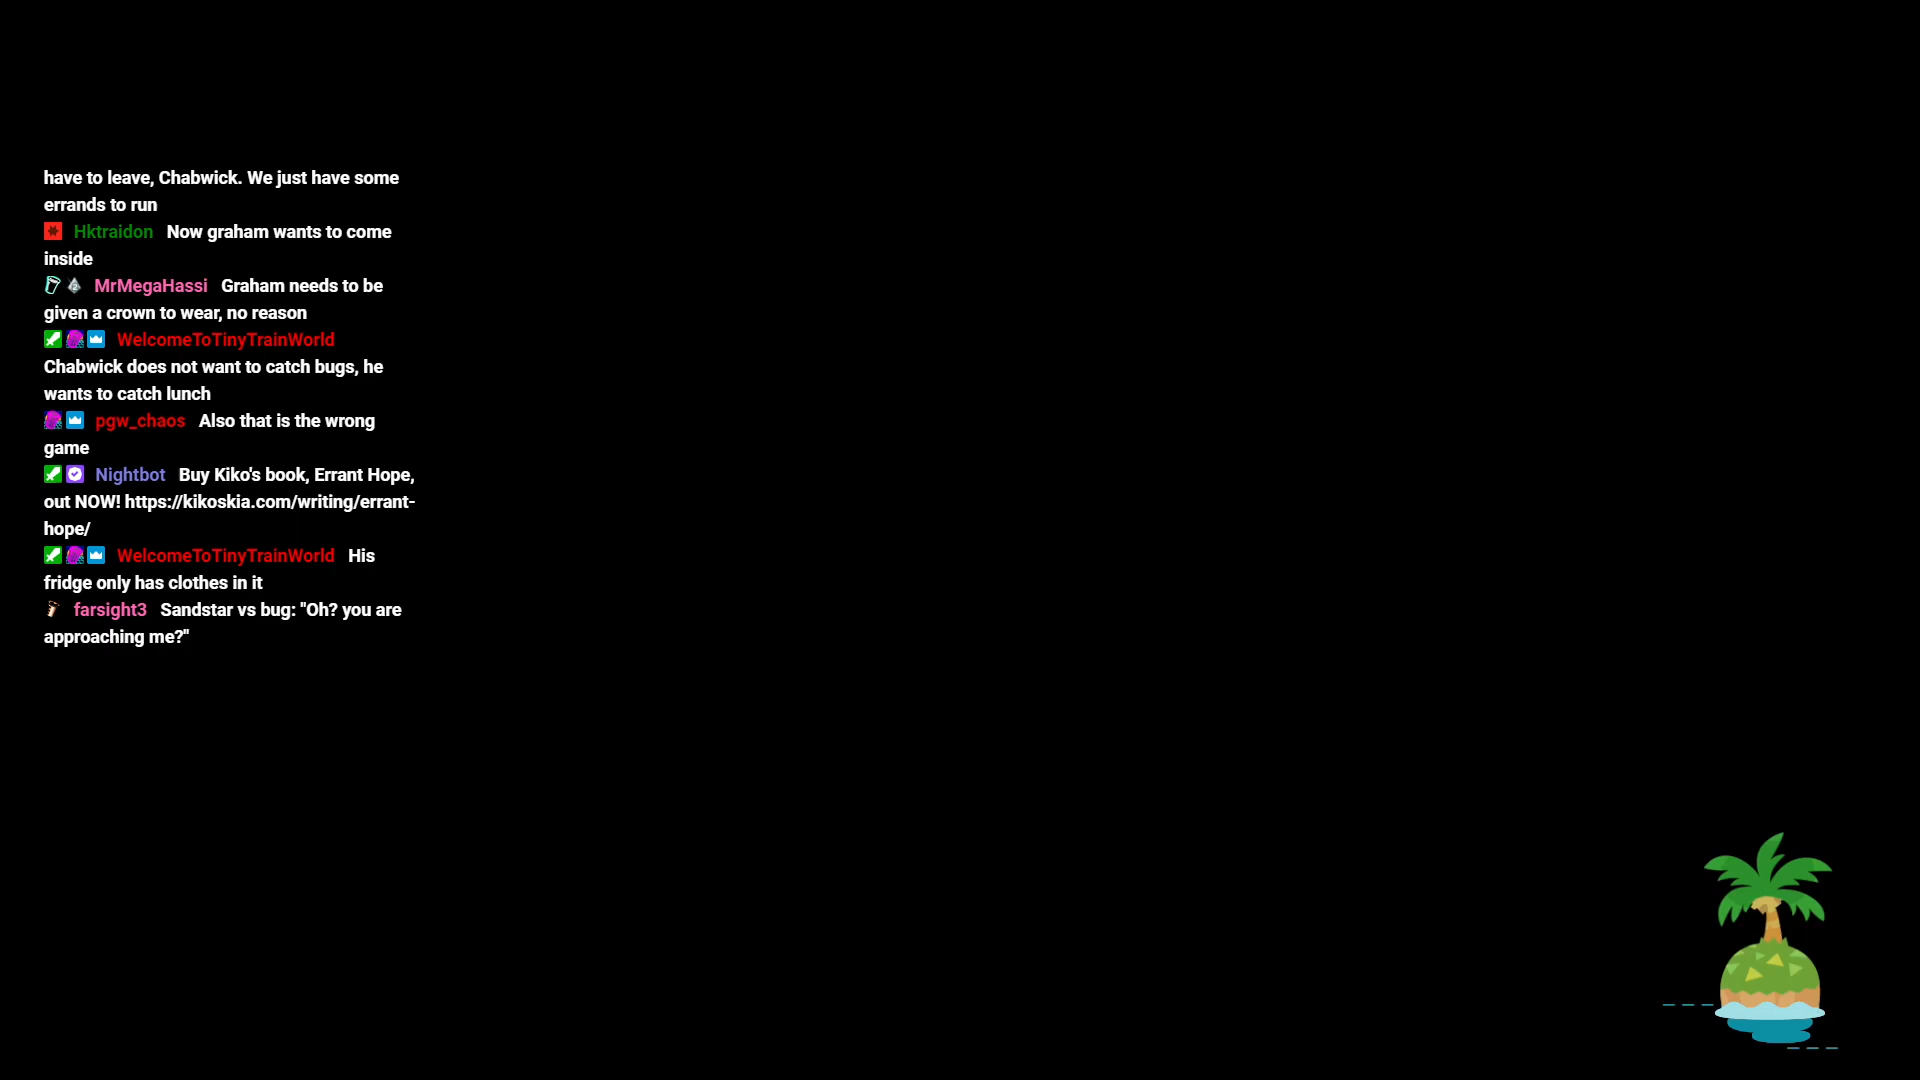 have to leave, Chabwick. We just have some
errands to run
Hktraidon Now graham wants to come
inside
MrMegaHassi Graham needs to be
given a crown to wear, no reason
WelcomeToTinyTrainWorld
Chabwick does not want to catch bugs, he
wants to catch lunch
pgw_chaos Also that is the wrong
game
Nightbot Buy Kiko's book, Errant Hope,
out NOW! https://kikoskia.com/writing/errant-
hope/
WelcomeToTinyTrainWorld His
fridge only has clothes in it
farsight3 Sandstar vs bug: "Oh? you are
approaching me?"